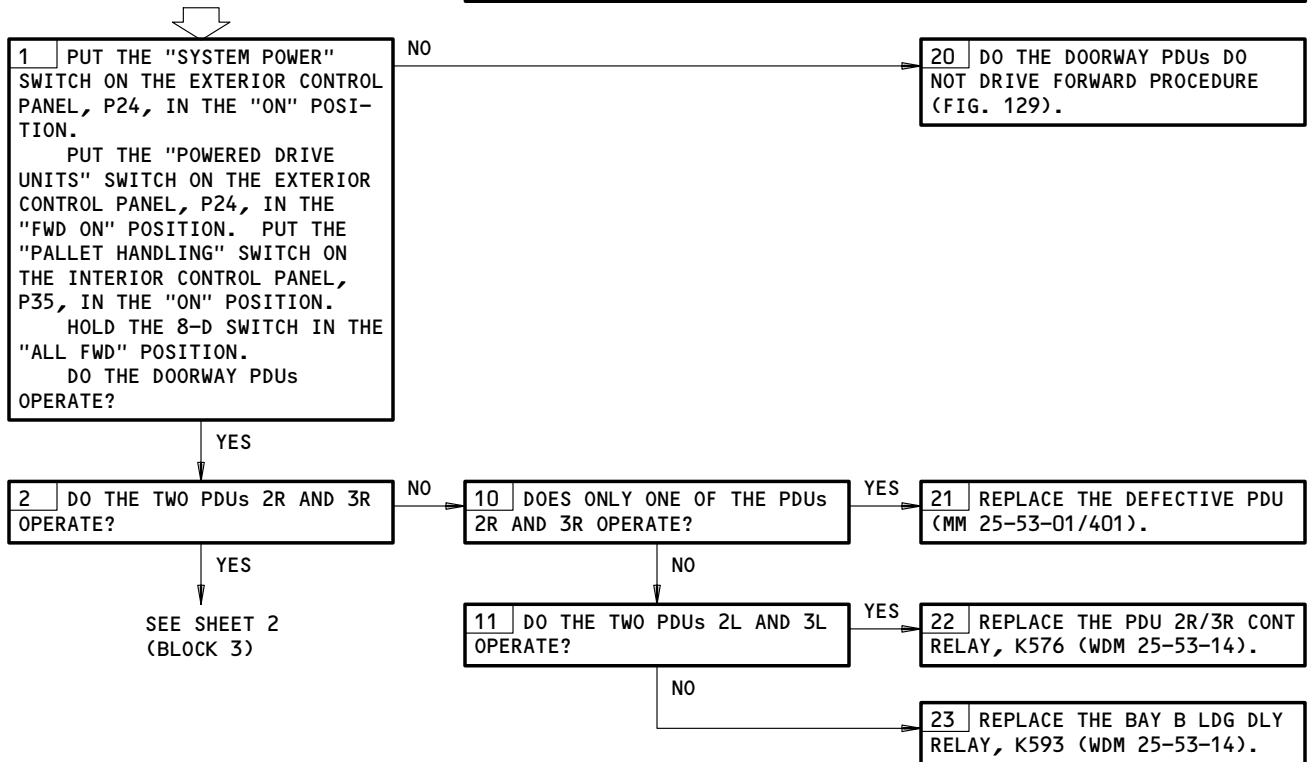 1 PUT THE "SYSTEM POWER"
SWITCH ON THE EXTERIOR CONTROL
PANEL, P24, IN THE "ON" POSI-
TION.
PUT THE "POWERED DRIVE
UNITS" SWITCH ON THE EXTERIOR
CONTROL PANEL, P24, IN THE
"FWD ON" POSITION. PUT THE
"PALLET HANDLING" SWITCH ON
THE INTERIOR CONTROL PANEL,
P35, IN THE "ON" POSITION.
HOLD THE 8-D SWITCH IN THE
"ALL FWD" POSITION.
DO THE DOORWAY PDUs
OPERATE?
NO
20 DO THE DOORWAY PDUs DO
NOT DRIVE FORWARD PROCEDURE
(FIG. 129).
YES
2 DO THE TWO PDUs 2R AND 3R
OPERATE?
NO
10 DOES ONLY ONE OF THE PDUs
2R AND 3R OPERATE?
YES
21 REPLACE THE DEFECTIVE PDU
(MM 25-53-01/401).
YES
SEE SHEET 2
(BLOCK 3)
NO
11 DO THE TWO PDUs 2L AND 3L
OPERATE?
YES
22 REPLACE THE PDU 2R/3R CONT
RELAY, K576 (WDM 25-53-14).
NO
23 REPLACE THE BAY B LDG DLY
RELAY, K593 (WDM 25-53-14).